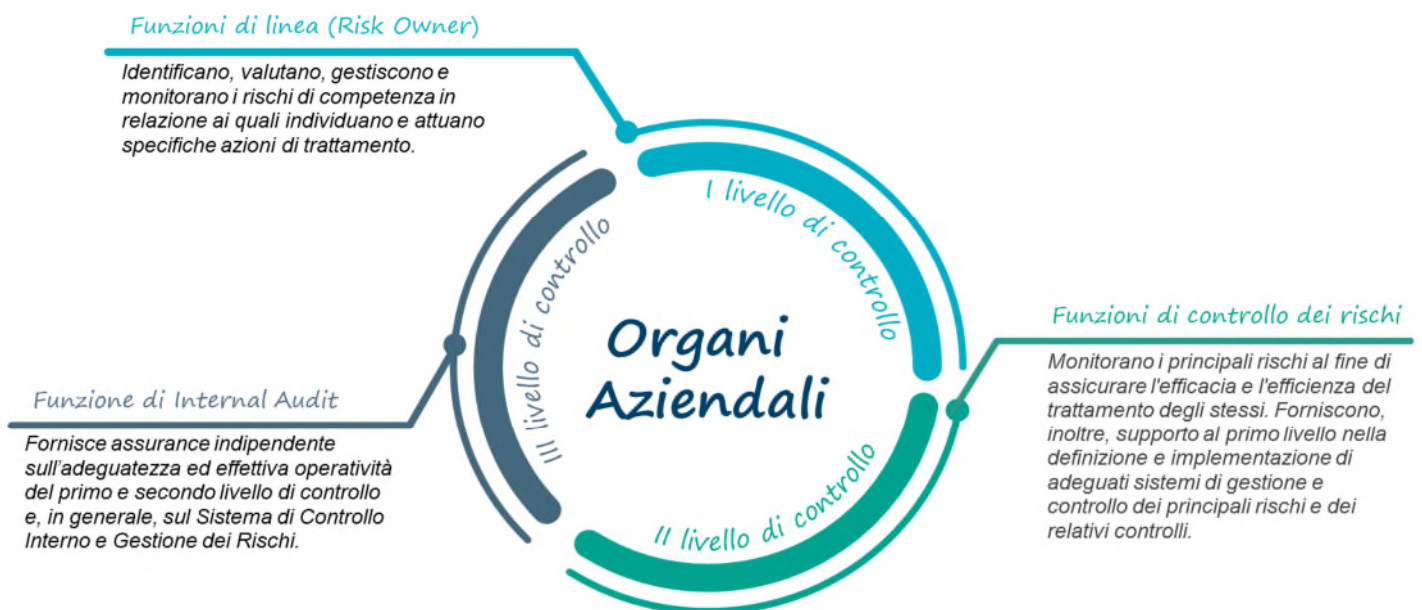 Funzioni di linea (Risk Owner)
Identificano, valutano, gestiscono e
monitorano i rischi di competenza in
relazione ai quali individuano e attuano
specifiche azioni di trattamento.
I livello di controllo
Organi
Aziendali
Funzioni di controllo dei rischi
Monitorano i principali rischi al fine di
assicurare l'efficacia e l'efficienza del
trattamento degli stessi. Forniscono,
inoltre, supporto al primo livello nella
definizione e implementazione di
adeguati sistemi di gestione e
controllo dei principali rischi e dei
relativi controlli.
II livello di controllo
III livello di controllo
Funzione di Internal Audit
Fornisce assurance indipendente
sull’adeguatezza ed effettiva operatività
del primo e secondo livello di controllo
e, in generale, sul Sistema di Controllo
Interno e Gestione dei Rischi.